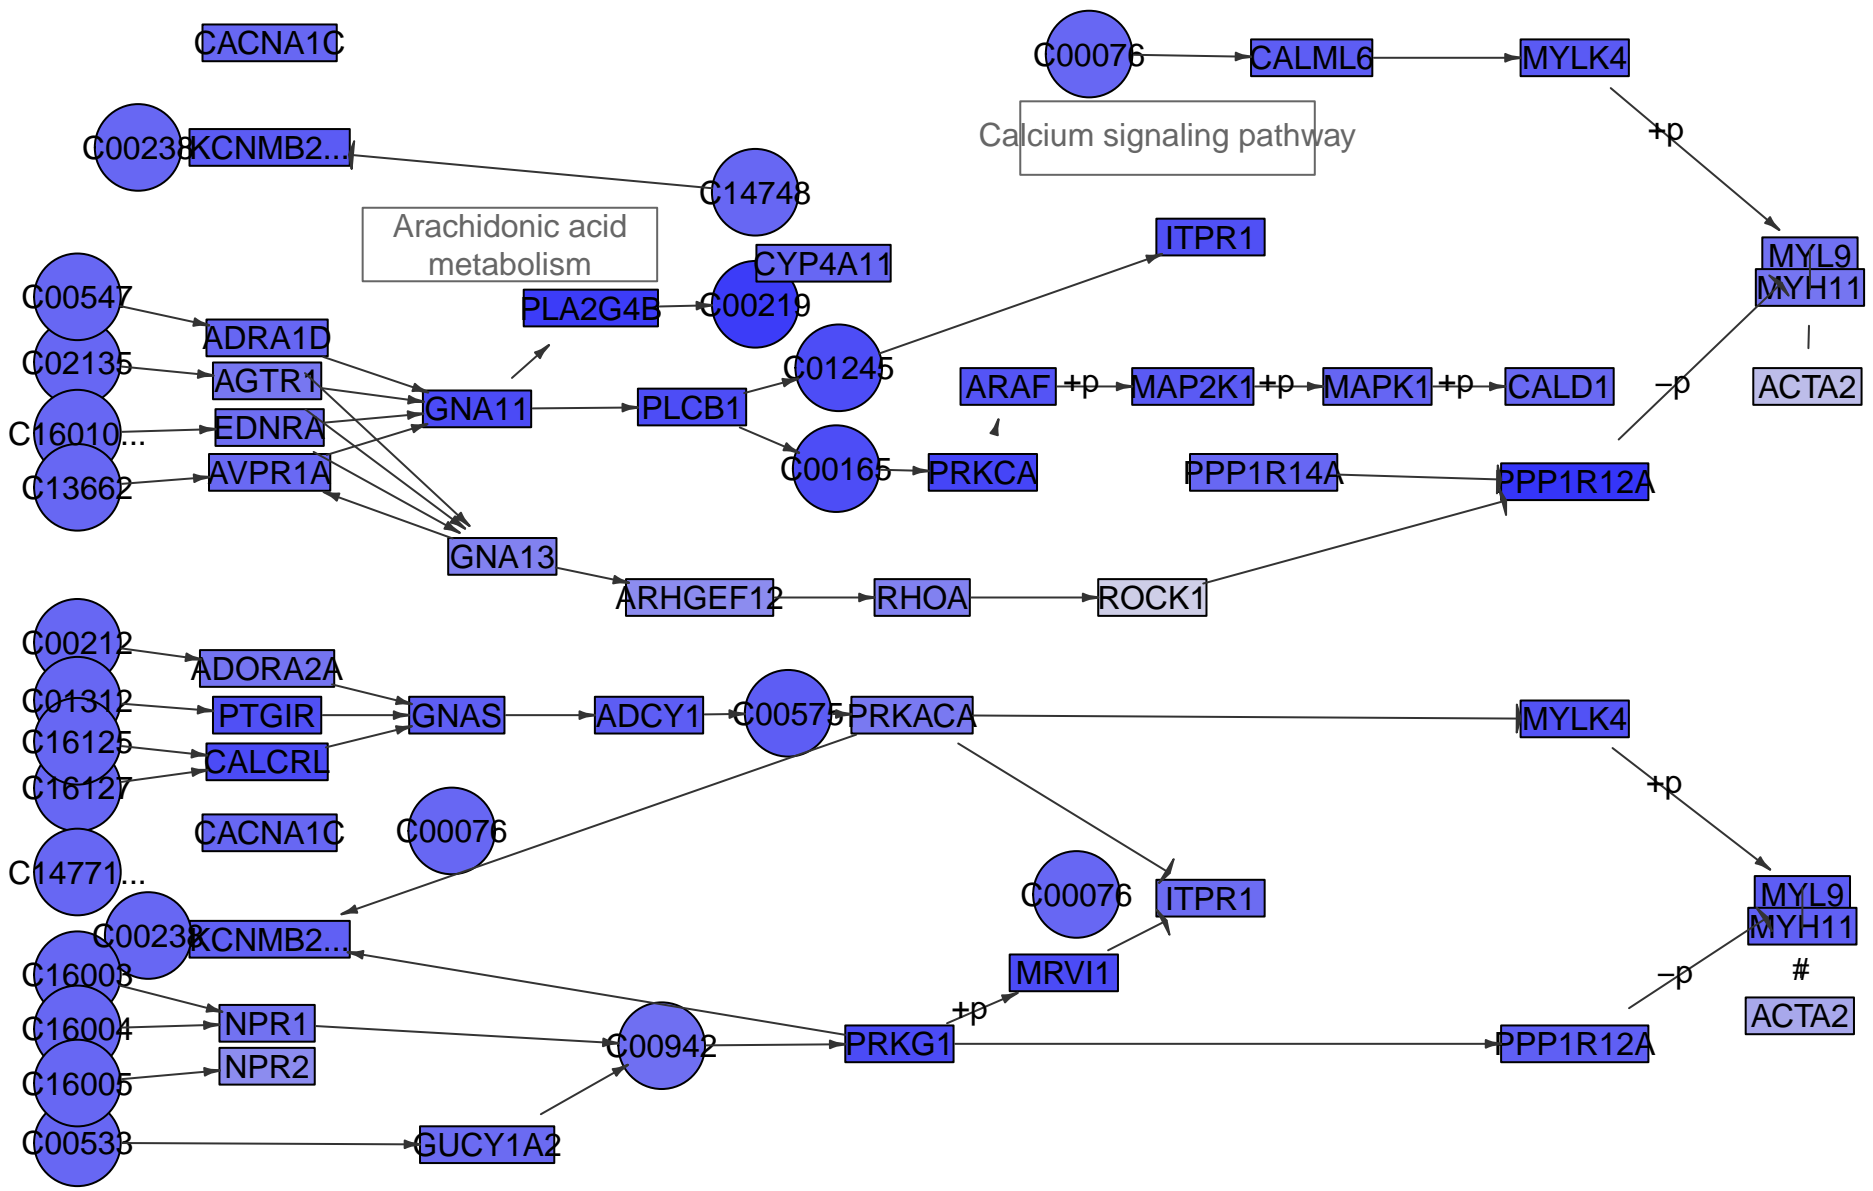 CACNA1C
C00076
CALML6
MYLK4
+p
C00238
KCNMB2...
Calcium signaling pathway
C14748
Arachidonic acid
metabolism
ITPR1
CYP4A11
MYL9
MYH11
C00547
PLA2G4B
C00219
ADRA1D
C02135
AGTR1
C01245
ARAF
+p
MAP2K1
+p
MAPK1
+p
CALD1
–p
ACTA2
GNA11
PLCB1
C16010...
EDNRA
C13662
AVPR1A
C00165
PRKCA
PPP1R14A
PPP1R12A
GNA13
ARHGEF12
RHOA
ROCK1
C00212
ADORA2A
C01312
PTGIR
GNAS
ADCY1
C00575
PRKACA
MYLK4
C16125
CALCRL
C16127
+p
CACNA1C
C00076
C14771...
C00076
ITPR1
MYL9
MYH11
C00238
KCNMB2...
C16003
MRVI1
–p
#
+p
ACTA2
C16004
NPR1
C00942
PRKG1
PPP1R12A
NPR2
C16005
C00533
GUCY1A2